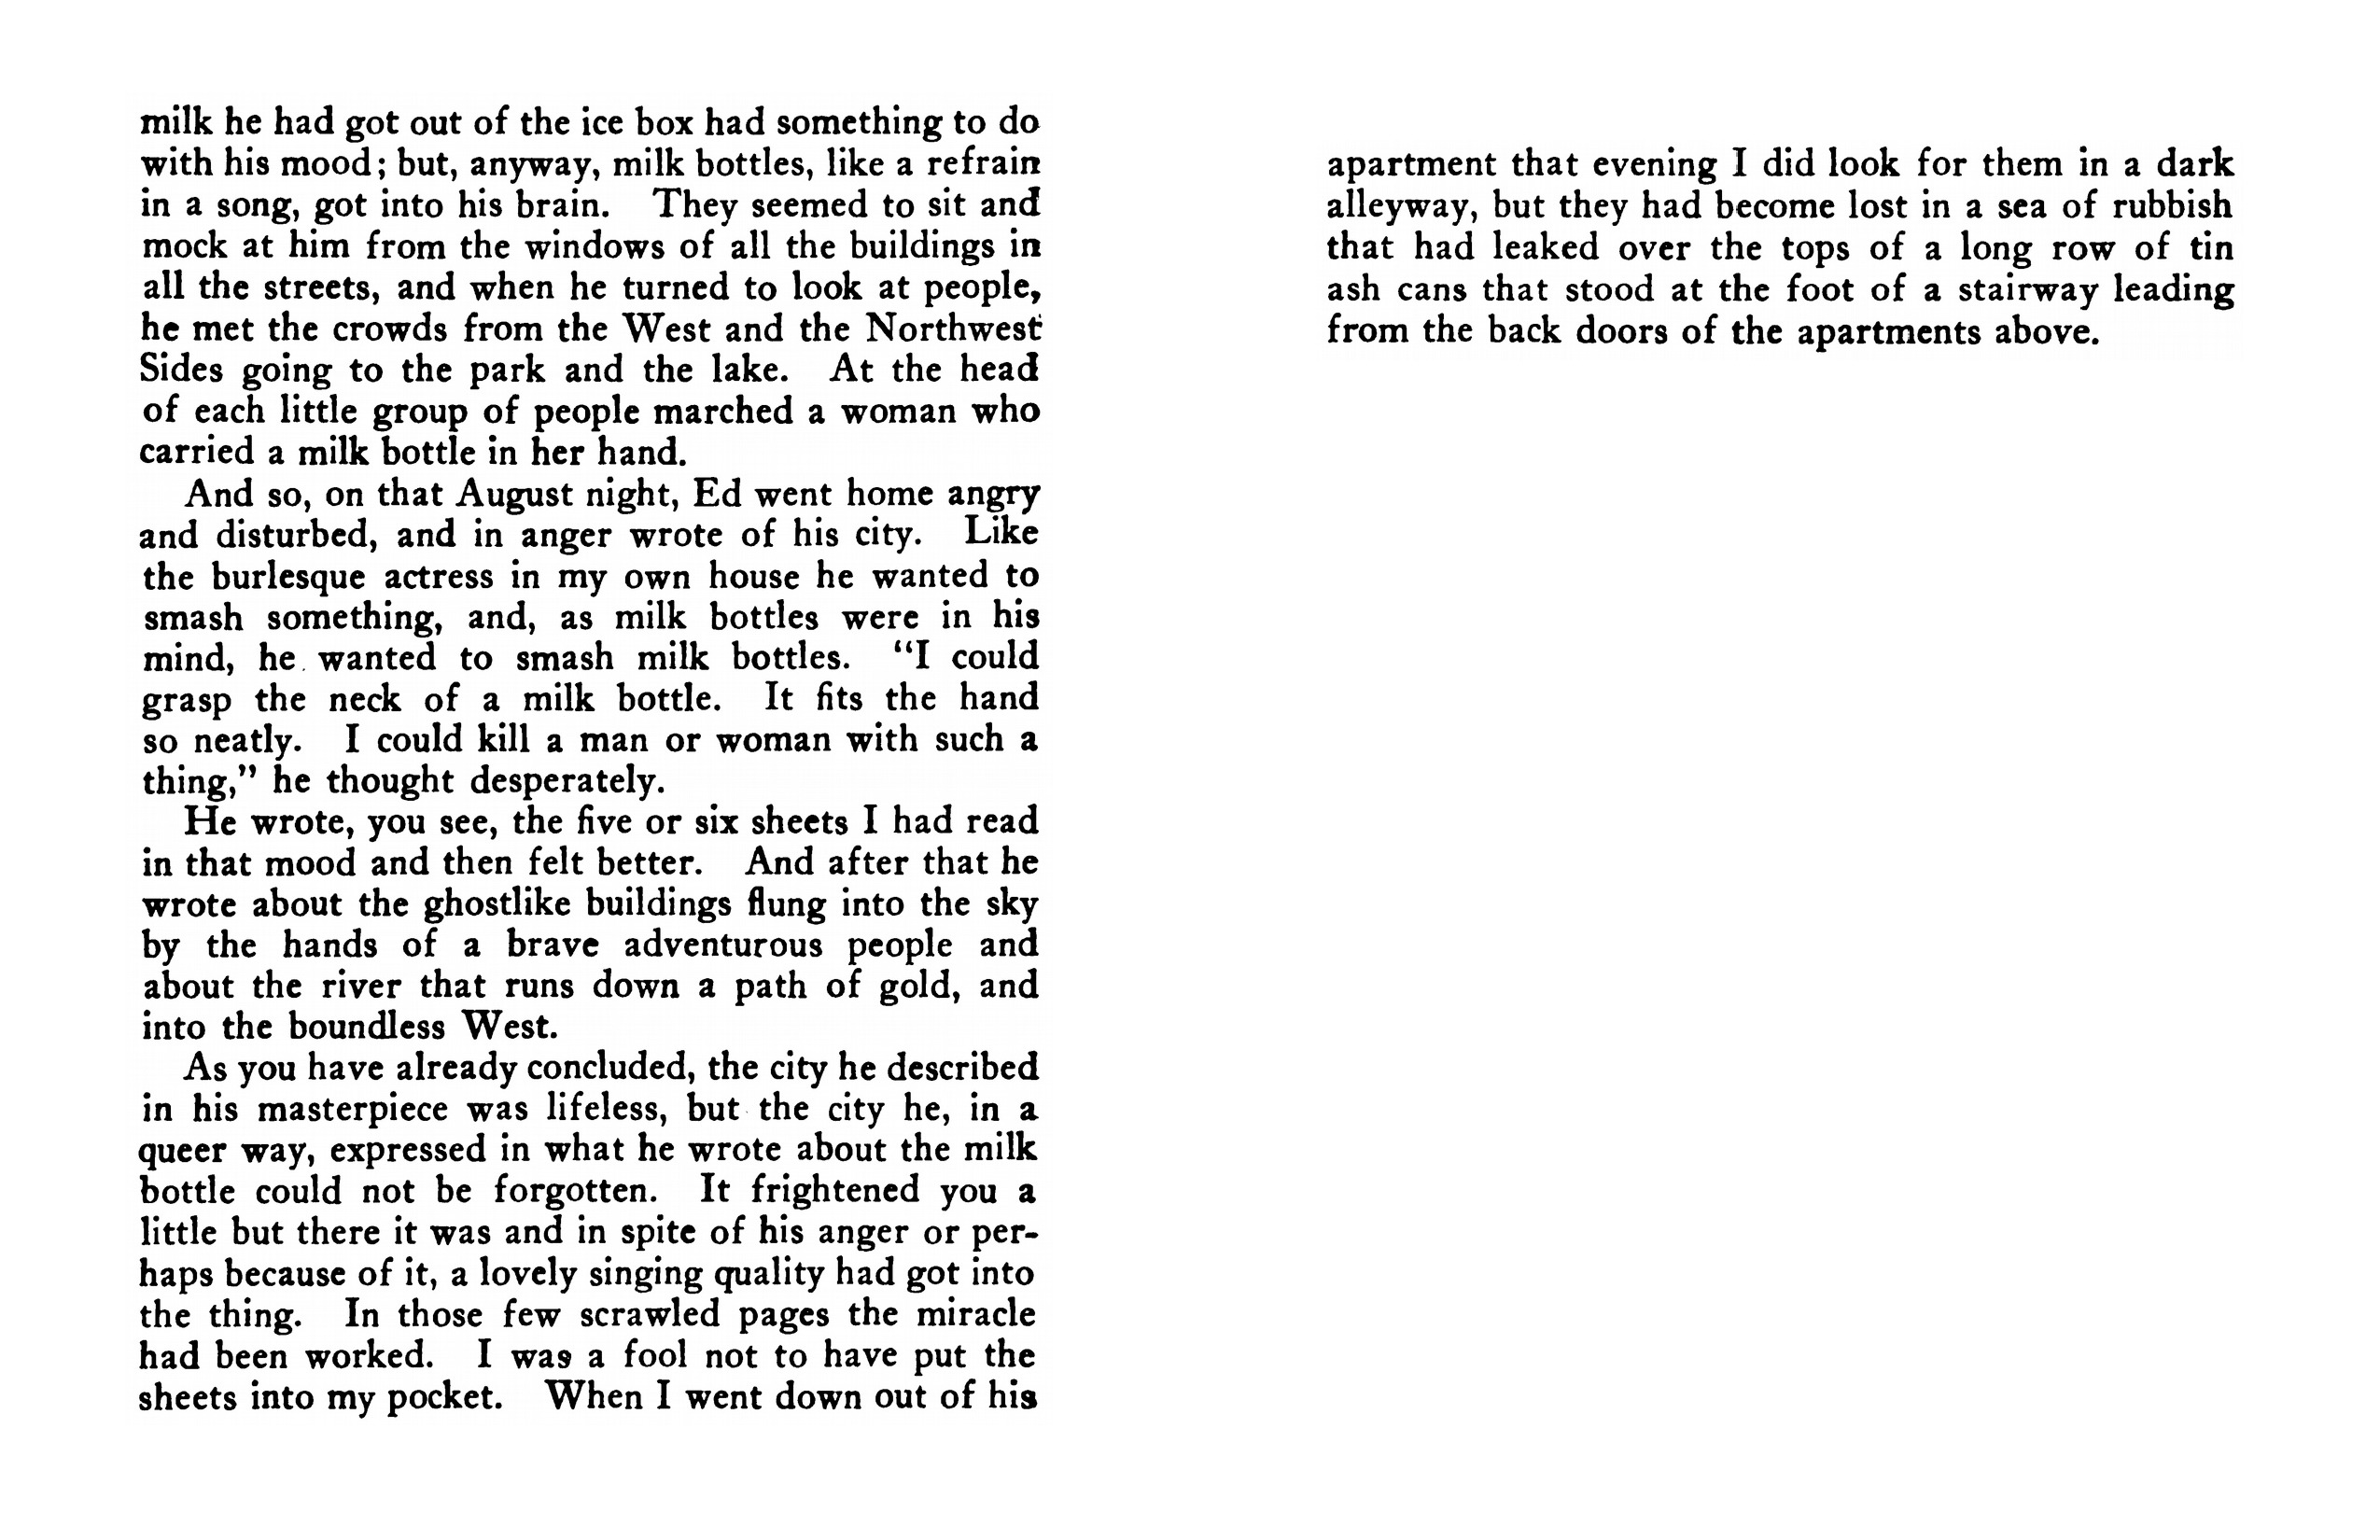 milk he had got out of the ice box had something to do
with his mood; but, anyway, milk bottles, like a refrain
in a song, got into his brain. They seemed to sit and
mock at him from the windows of all the buildings in
all the streets, and when he turned to look at people,
he met the crowds from the West and the Northwest
Sides going to the park and the lake. At the head
of each little group of people marched a woman who
carried a milk bottle in her hand.
And so, on that August night, Ed went home angry
and disturbed, and in anger wrote of his city. Like
the burlesque actress in my own house he wanted to
smash something, and, as milk bottles were in his
mind, he wanted to smash milk bottles. “I could
grasp the neck of a milk bottle. It fits the hand
so neatly. I could kill a man or woman with such a
thing,” he thought desperately.
He wrote, you see, the five or six sheets I had read
in that mood and then felt better. And after that he
wrote about the ghostlike buildings flung into the sky
by the hands of a brave adventurous people and
about the river that runs down a path of gold, and
into the boundless West.
As you have already concluded, the city he described
in his masterpiece was lifeless, but the city he, in a
queer way, expressed in what he wrote about the milk
bottle could not be forgotten. It frightened you a
little but there it was and in spite of his anger or per-
haps because of it, a lovely singing quality had got into
the thing. In those few scrawled pages the miracle
had been worked. I was a fool not to have put the
sheets into my pocket. When I went down out of his
apartment that evening I did look for them in a dark
alleyway, but they had become lost in a sea of rubbish
that had leaked over the tops of a long row of tin
ash cans that stood at the foot of a stairway leading
from the back doors of the apartments above.